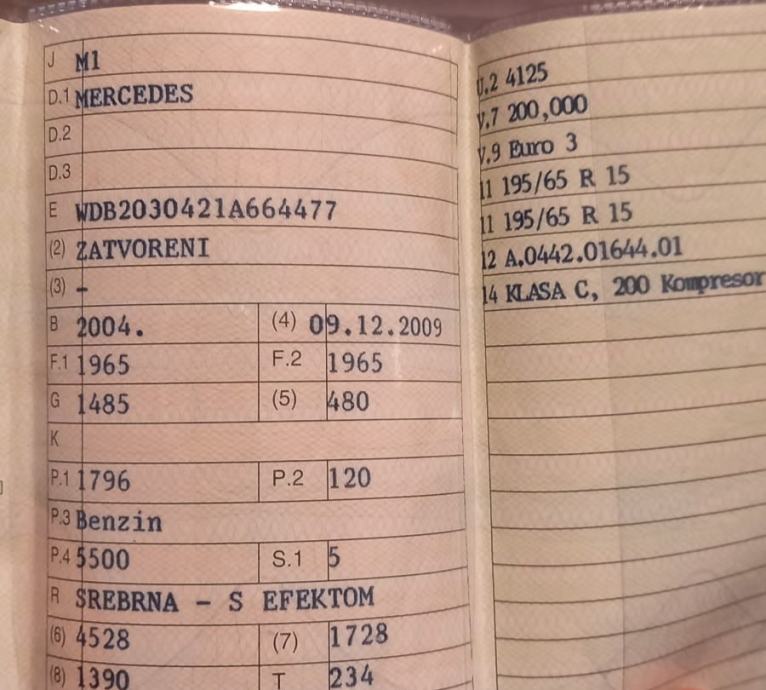 J M1
D.1 MERCEDES
D.2
D.3
E WDB2030421A664477
(2) ZATVORENI
(3) -
B 2004. (4) 09.12.2009
F.1 1965 F.2 1965
G 1485 (5) 480
K
P.1 1796 P.2 120
P.3 Benzin
P.4 5500 S.1 5
R SREBRNA - S EFEKTOM
(6) 4528 (7) 1728
(8) 1390 T 234
U.2 4125
V.7 200,000
V.9 Euro 3
11 195/65 R 15
11 195/65 R 15
12 A.0442.01644.01
14 KLASA C, 200 Kompresor